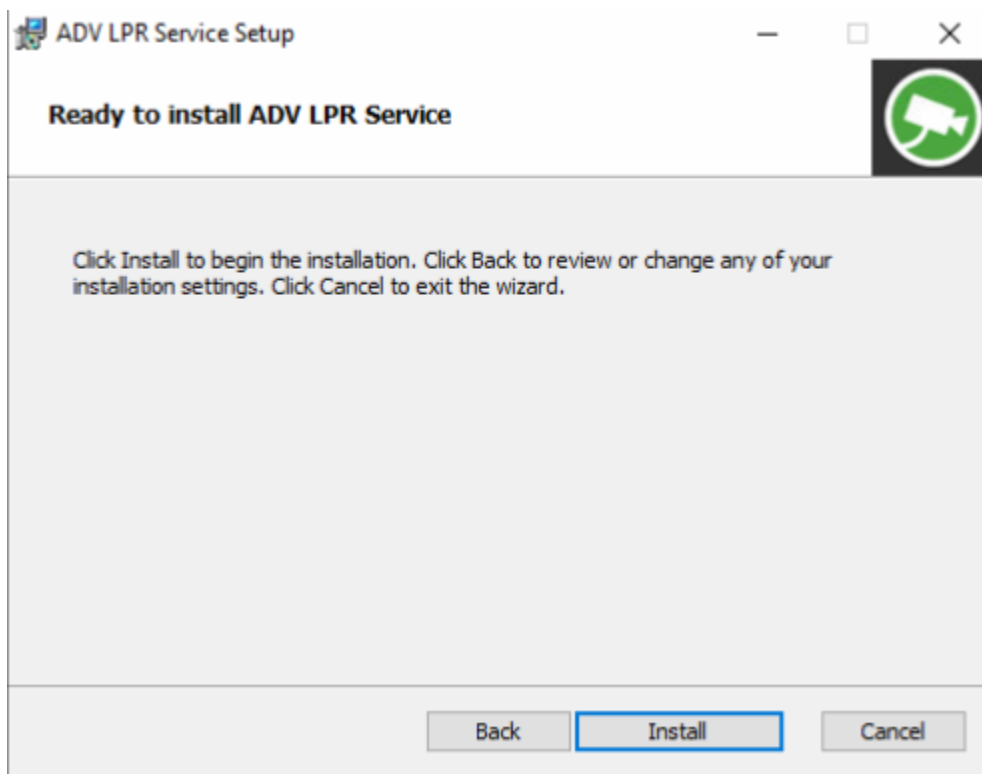 ADV LPR Service Setup
Ready to install ADV LPR Service
Click Install to begin the installation. Click Back to review or change any of your
installation settings. Click Cancel to exit the wizard.
Back Install Cancel